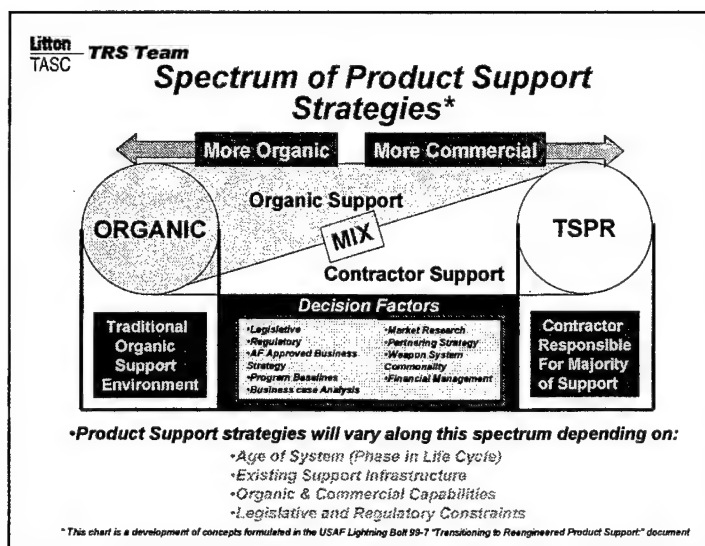 Litton
TASC
TRS Team
Spectrum of Product Support
Strategies*
More Organic
More Commercial
ORGANIC
Organic Support
MIX
Contractor Support
TSPR
Traditional
Organic
Support
Environment
Decision Factors
•Legislative
•Regulatory
•AF Approved Business
Strategy
•Program Baselines
•Business case Analysis
•Market Research
•Partnering Strategy
•Weapon System
Commonality
•Financial Management
Contractor
Responsible
For Majority
of Support
•Product Support strategies will vary along this spectrum depending on:
•Age of System (Phase in Life Cycle)
•Existing Support Infrastructure
•Organic & Commercial Capabilities
•Legislative and Regulatory Constraints
* This chart is a development of concepts formulated in the USAF Lightning Bolt 99-7 "Transitioning to Reengineered Product Support:" document